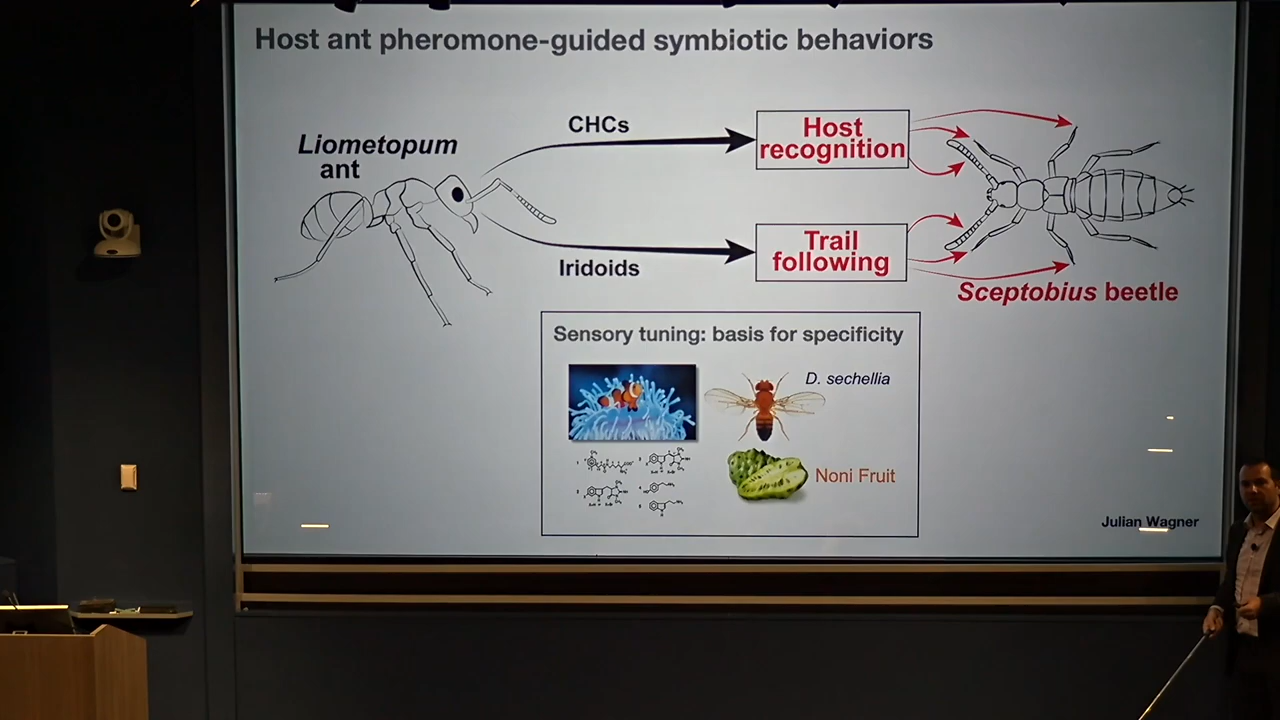 Host ant pheromone-guided symbiotic behaviors
Liometopum
ant
CHCs
Host
recognition
Iridoids
Trail
following
Sceptobius beetle
Sensory tuning: basis for specificity
D. sechellia
Noni Fruit
Julian Wagner